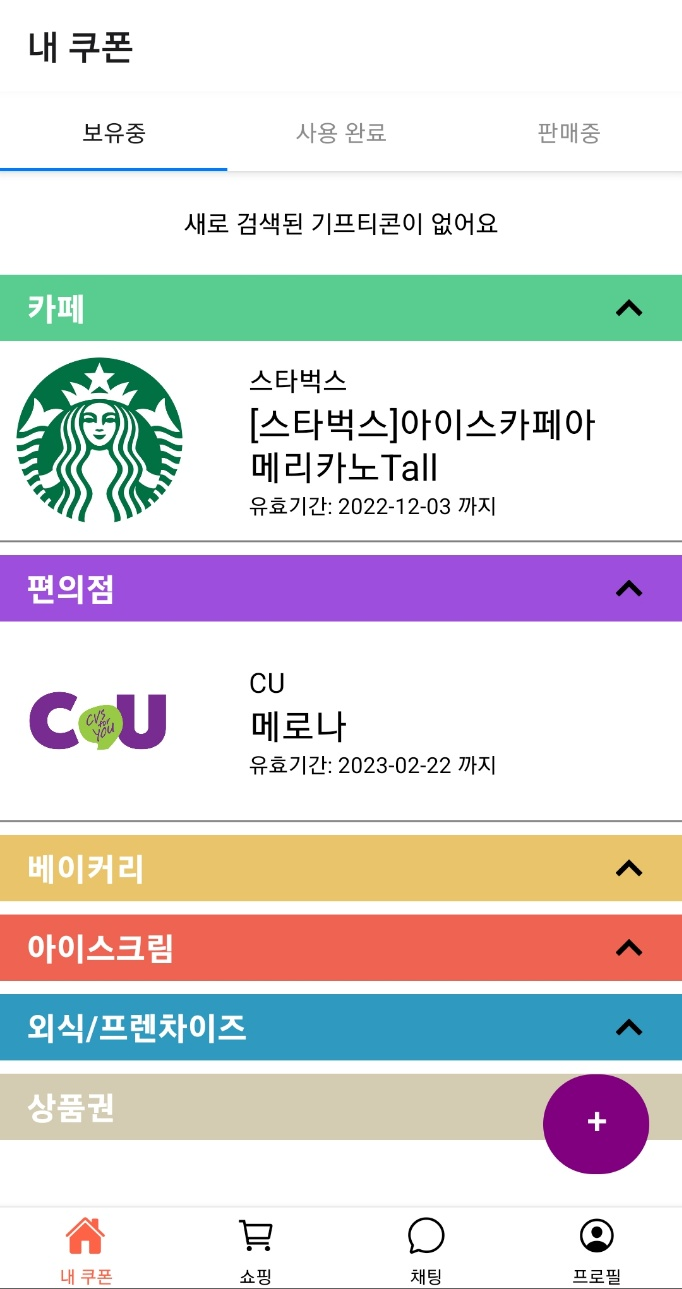 내 쿠폰
보유중
사용 완료
판매중
새로 검색된 기프티콘이 없어요
카페
스타벅스
[스타벅스]아이스카페아
메리카노Tall
유효기간: 2022-12-03 까지
편의점
CU
CVS
for
YOU
CU
메로나
유효기간: 2023-02-22 까지
베이커리
아이스크림
외식/프렌차이즈
상품권
+
내 쿠폰
쇼핑
채팅
프로필